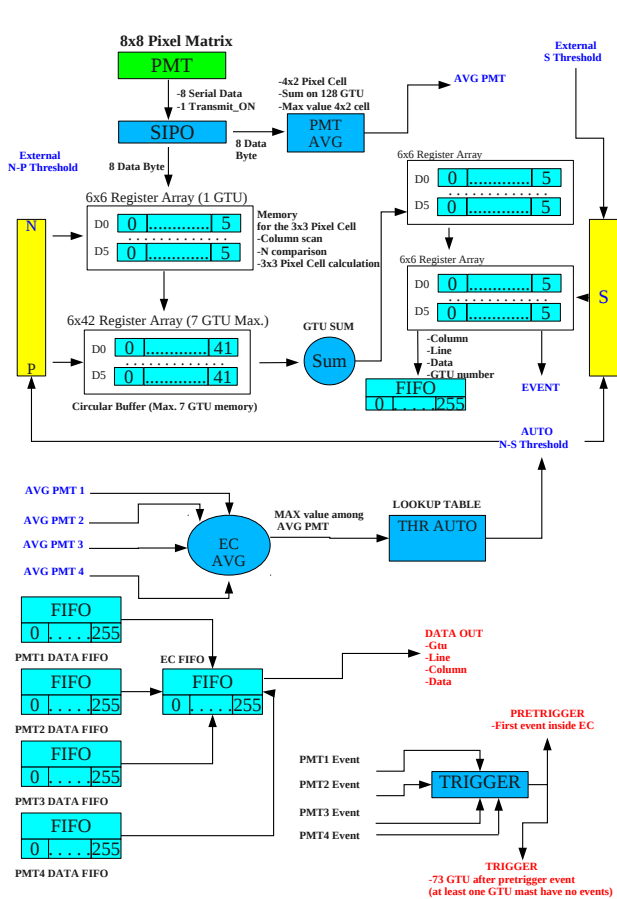 8x8 Pixel Matrix
PMT
-8 Serial Data
-1 Transmit_ON
SIPO
8 Data
Byte
-4x2 Pixel Cell
-Sum on 128 GTU
-Max value 4x2 cell
PMT
AVG
AVG PMT
External
S Threshold
External
N-P Threshold
8 Data Byte
6x6 Register Array (1 GTU)
D0 0 ............. 5
. . . . . . . . . . . . .
D5 0 ............. 5
Memory
for the 3x3 Pixel Cell
-Column scan
-N comparison
-3x3 Pixel Cell calculation
N
P
6x42 Register Array (7 GTU Max.)
D0 0 ............. 41
. . . . . . . . . . . . .
D5 0 ............. 41
Circular Buffer (Max. 7 GTU memory)
GTU SUM
Sum
6x6 Register Array
D0 0 ............. 5
. . . . . . . . . . . . .
D5 0 ............. 5
6x6 Register Array
D0 0 ............. 5
. . . . . . . . . . . . .
D5 0 ............. 5
S
-Column
-Line
-Data
-GTU number
FIFO
0 . . . . . 255
EVENT
AUTO
N-S Threshold
AVG PMT 1
AVG PMT 2
AVG PMT 3
AVG PMT 4
EC
AVG
MAX value among
AVG PMT
LOOKUP TABLE
THR AUTO
FIFO
0 . . . . . 255
PMT1 DATA FIFO
FIFO
0 . . . . . 255
PMT2 DATA FIFO
FIFO
0 . . . . . 255
PMT3 DATA FIFO
FIFO
0 . . . . . 255
PMT4 DATA FIFO
EC FIFO
FIFO
0 . . . . . 255
DATA OUT
-Gtu
-Line
-Column
-Data
PRETRIGGER
-First event inside EC
PMT1 Event
PMT2 Event
PMT3 Event
PMT4 Event
TRIGGER
TRIGGER
-73 GTU after pretrigger event
(at least one GTU mast have no events)